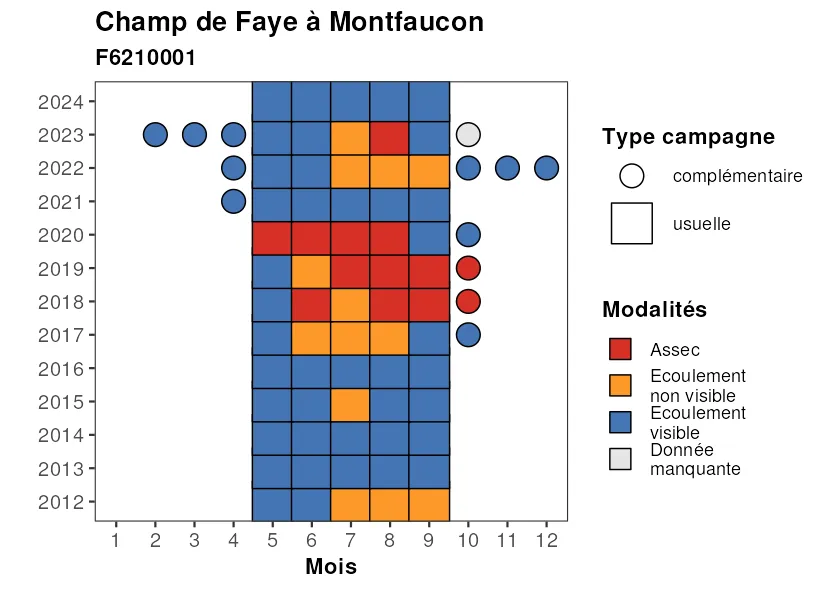 Champ de Faye à Montfaucon
F6210001
2024
2023
2022
2021
2020
2019
2018
2017
2016
2015
2014
2013
2012
1 2 3 4 5 6 7 8 9 10 11 12
Mois
Type campagne
complémentaire
usuelle
Modalités
Assec
Ecoulement
non visible
Ecoulement
visible
Donnée
manquante